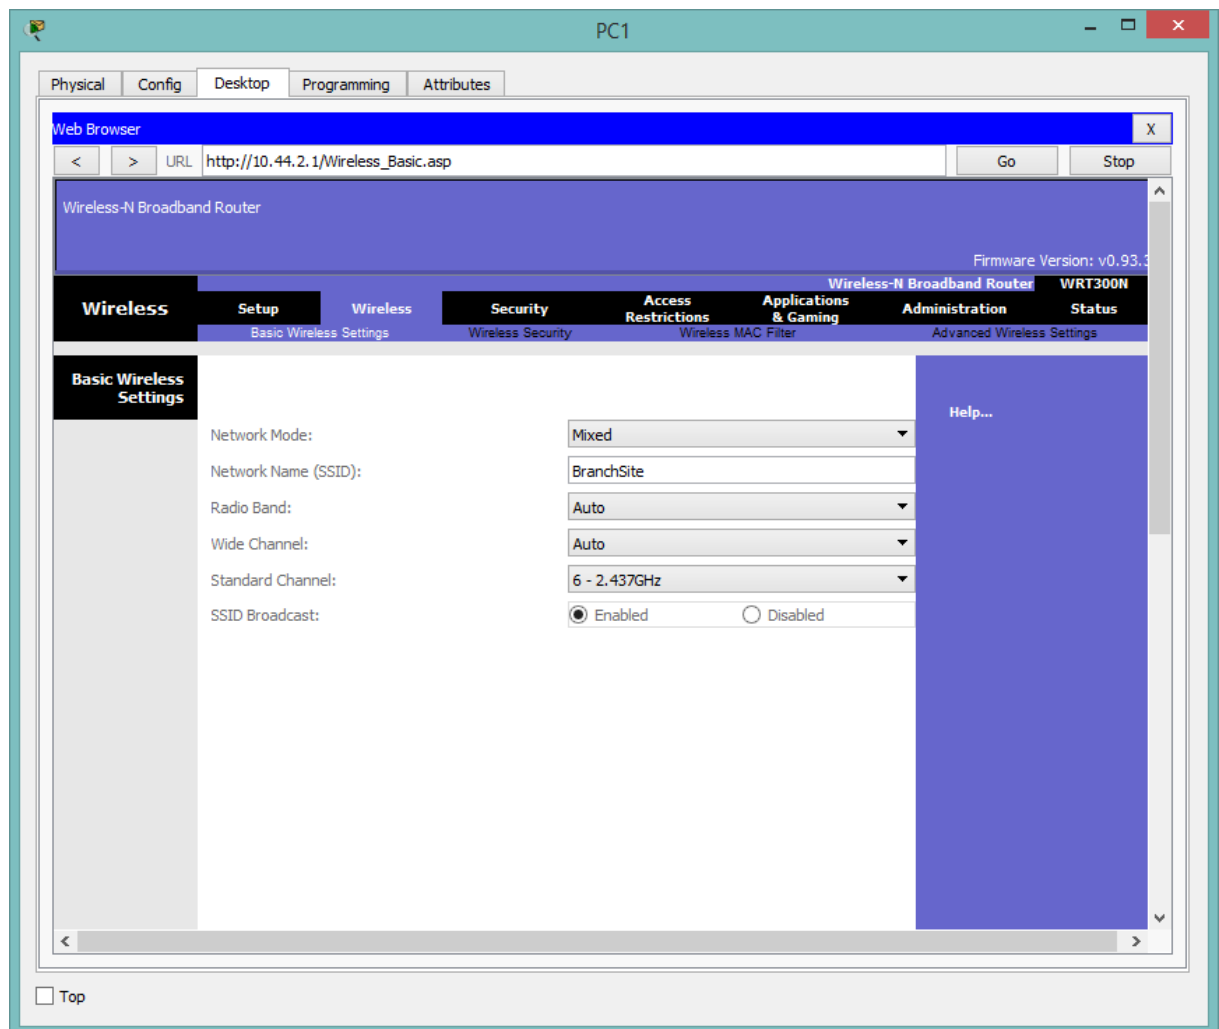 PC1
Physical Config Desktop Programming Attributes
Web Browser X
< > URL http://10.44.2.1/Wireless_Basic.asp Go Stop
Wireless-N Broadband Router
Firmware Version: v0.93.3
Wireless-N Broadband Router WRT300N
Wireless Setup Wireless Security Access Restrictions Applications & Gaming Administration Status
Basic Wireless Settings Wireless Security Wireless MAC Filter Advanced Wireless Settings
Basic Wireless
Settings
Help...
Network Mode: Mixed
Network Name (SSID): BranchSite
Radio Band: Auto
Wide Channel: Auto
Standard Channel: 6 - 2.437GHz
SSID Broadcast: Enabled Disabled
Top